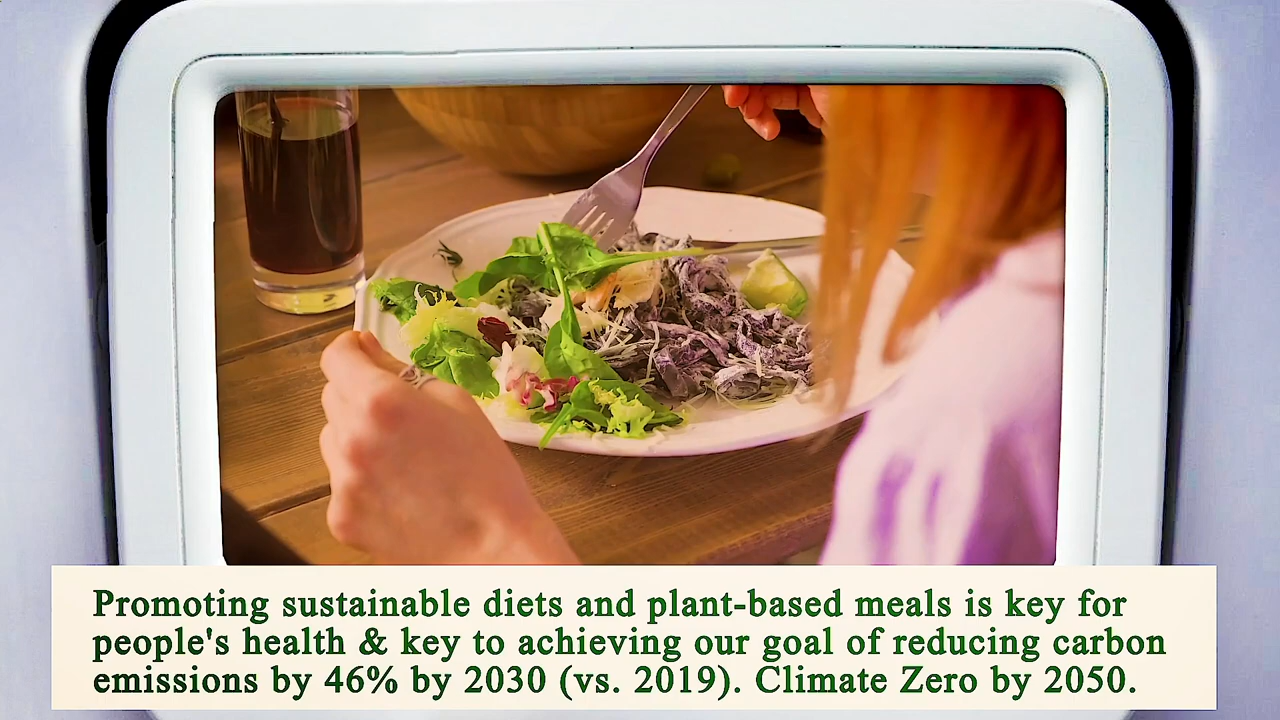 Promoting sustainable diets and plant-based meals is key for
people's health & key to achieving our goal of reducing carbon
emissions by 46% by 2030 (vs. 2019). Climate Zero by 2050.